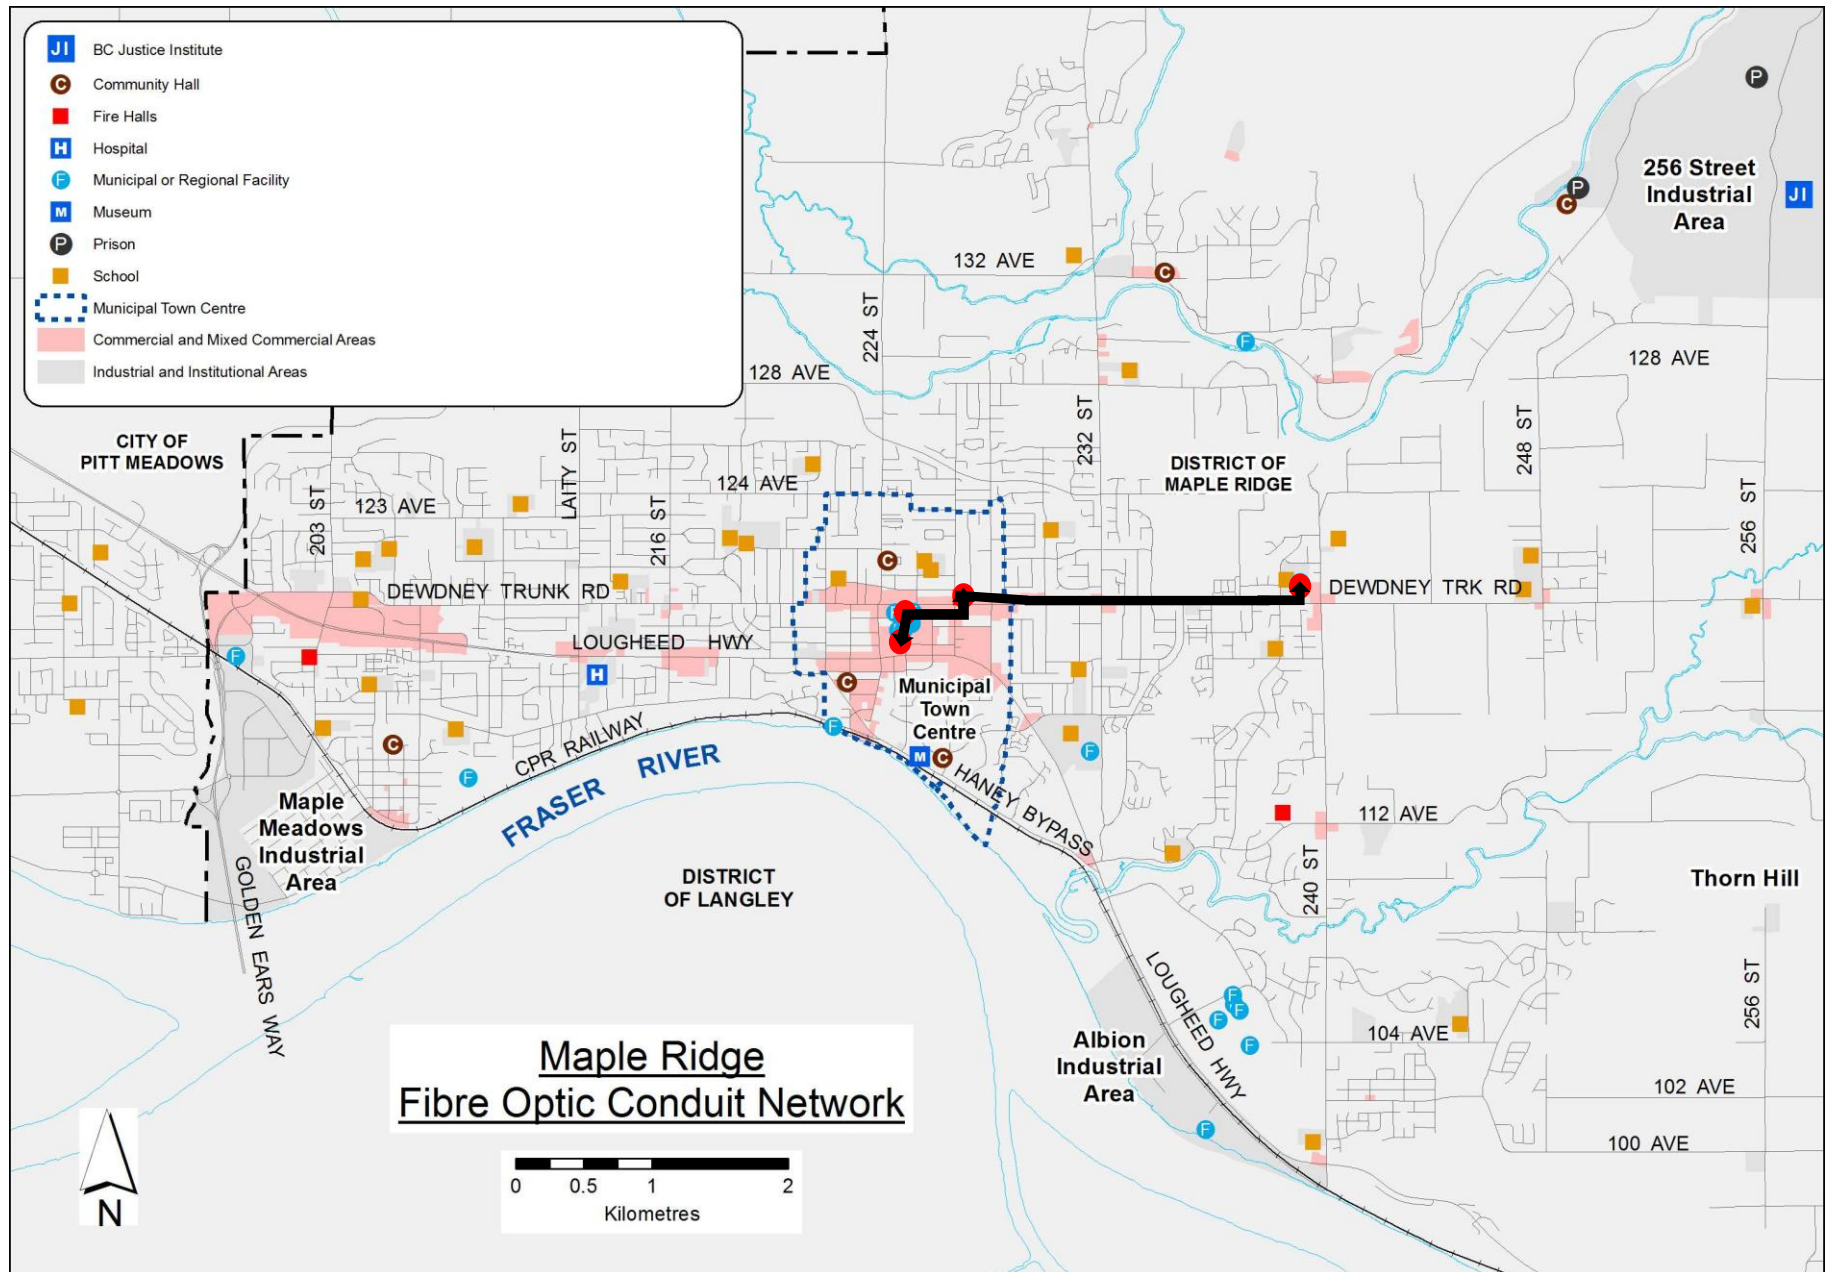 JI BC Justice Institute
C Community Hall
Fire Halls
H Hospital
F Municipal or Regional Facility
M Museum
P Prison
School
Municipal Town Centre
Commercial and Mixed Commercial Areas
Industrial and Institutional Areas
P
256 Street
Industrial
Area
JI
P
C
132 AVE
C
224 ST
F
128 AVE
128 AVE
CITY OF
PITT MEADOWS
LAITY ST
232 ST
248 ST
DISTRICT OF
MAPLE RIDGE
203 ST
123 AVE
216 ST
124 AVE
256 ST
C
DEWDNEY TRUNK RD
DEWDNEY TRK RD
F
LOUGHEED HWY
F
H
C
Municipal
Town
Centre
F
C
F
M
C
F
CPR RAILWAY
FRASER RIVER
HANEY BYPASS
Maple
Meadows
Industrial
Area
112 AVE
240 ST
GOLDEN EARS WAY
DISTRICT
OF LANGLEY
Thorn Hill
LOUGHEED HWY
F
F
F
F
256 ST
104 AVE
Albion
Industrial
Area
102 AVE
F
100 AVE
Maple Ridge
Fibre Optic Conduit Network
0 0.5 1 2
Kilometres
N